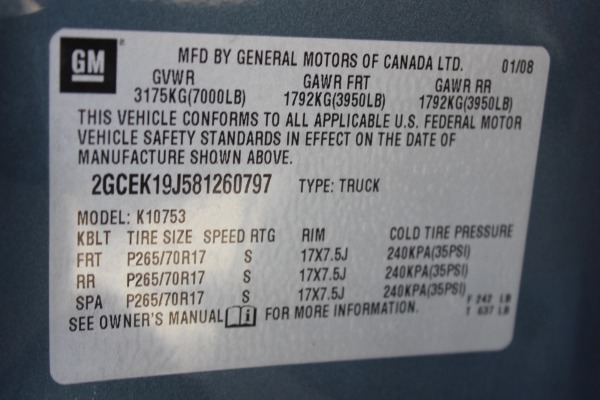 GM ®
MFD BY GENERAL MOTORS OF CANADA LTD. 01/08
GVWR GAWR FRT GAWR RR
3175KG(7000LB) 1792KG(3950LB) 1792KG(3950LB)
THIS VEHICLE CONFORMS TO ALL APPLICABLE U.S. FEDERAL MOTOR
VEHICLE SAFETY STANDARDS IN EFFECT ON THE DATE OF
MANUFACTURE SHOWN ABOVE.
2GCEK19J581260797 TYPE: TRUCK
MODEL: K10753
KBLT TIRE SIZE SPEED RTG RIM COLD TIRE PRESSURE
FRT P265/70R17 S 17X7.5J 240KPA(35PSI)
RR P265/70R17 S 17X7.5J 240KPA(35PSI)
SPA P265/70R17 S 17X7.5J 240KPA(35PSI)
F 242 LB
SEE OWNER'S MANUAL i FOR MORE INFORMATION. T 637 LB